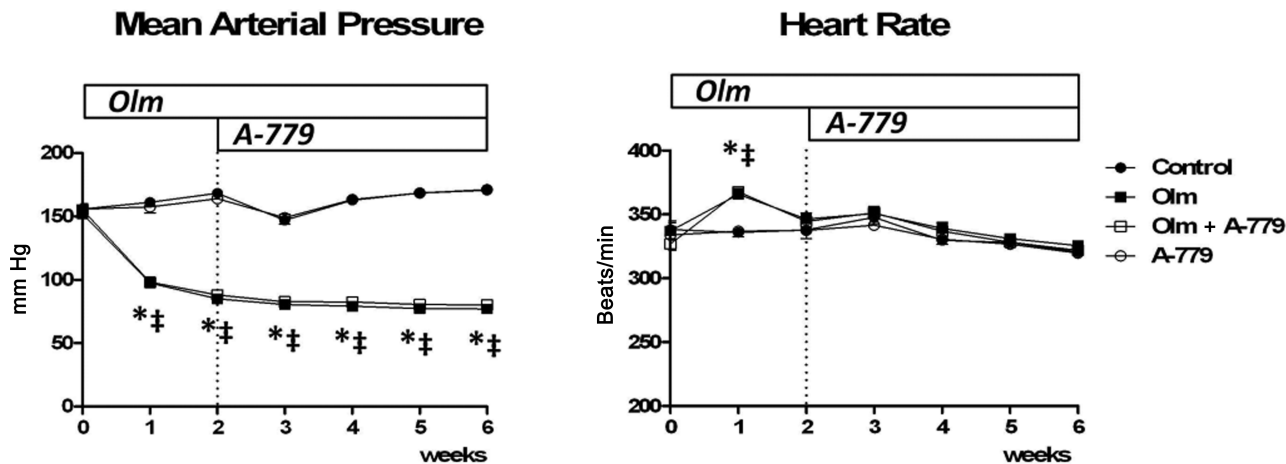 Mean Arterial Pressure
Olm
A-779
mm Hg
200
150
100
50
0
*‡ *‡ *‡ *‡ *‡ *‡
0 1 2 3 4 5 6
weeks
Heart Rate
Olm
A-779
Beats/min
400
350
300
250
200
*‡
0 1 2 3 4 5 6
weeks
Control
Olm
Olm + A-779
A-779